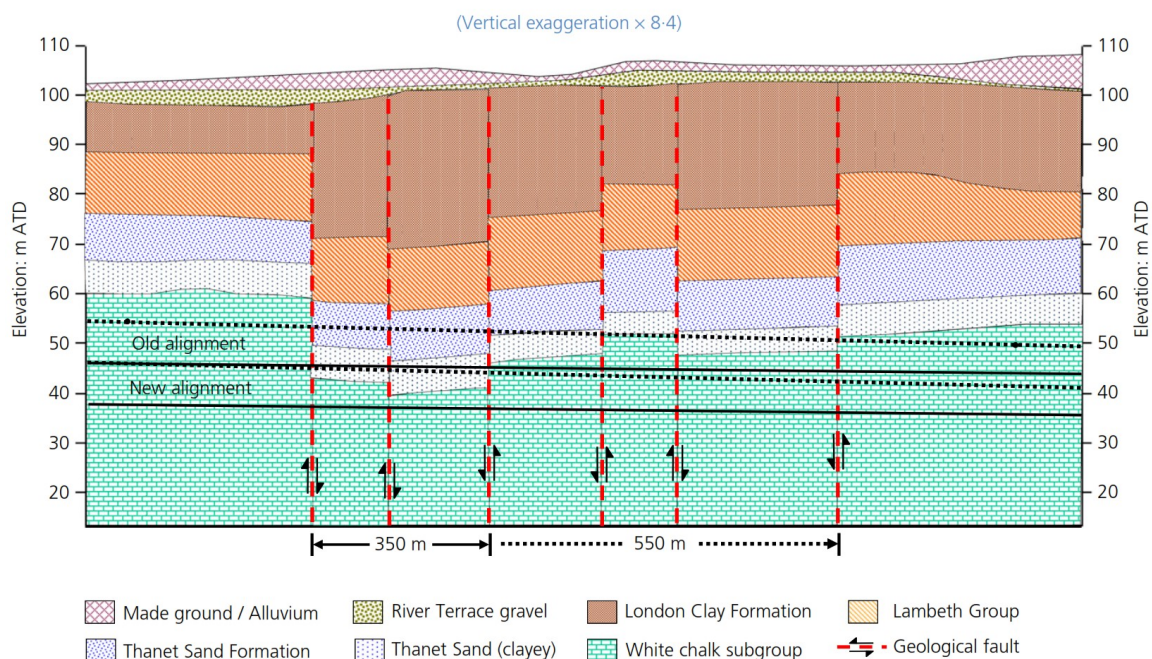 (Vertical exaggeration × 8·4)
110
100
90
80
70
60
50
40
30
20
Elevation: m ATD
110
100
90
80
70
60
50
40
30
20
Elevation: m ATD
Old alignment
New alignment
350 m
550 m
Made ground / Alluvium
River Terrace gravel
London Clay Formation
Lambeth Group
Thanet Sand Formation
Thanet Sand (clayey)
White chalk subgroup
Geological fault